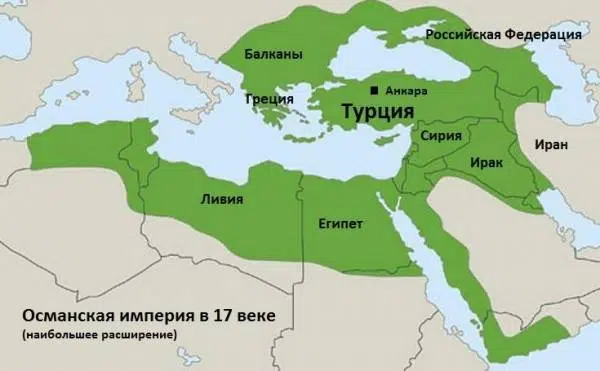 Российская Федерация
Балканы
Греция
Анкара
Турция
Сирия
Иран
Ирак
Ливия
Египет
Османская империя в 17 веке
(наибольшее расширение)